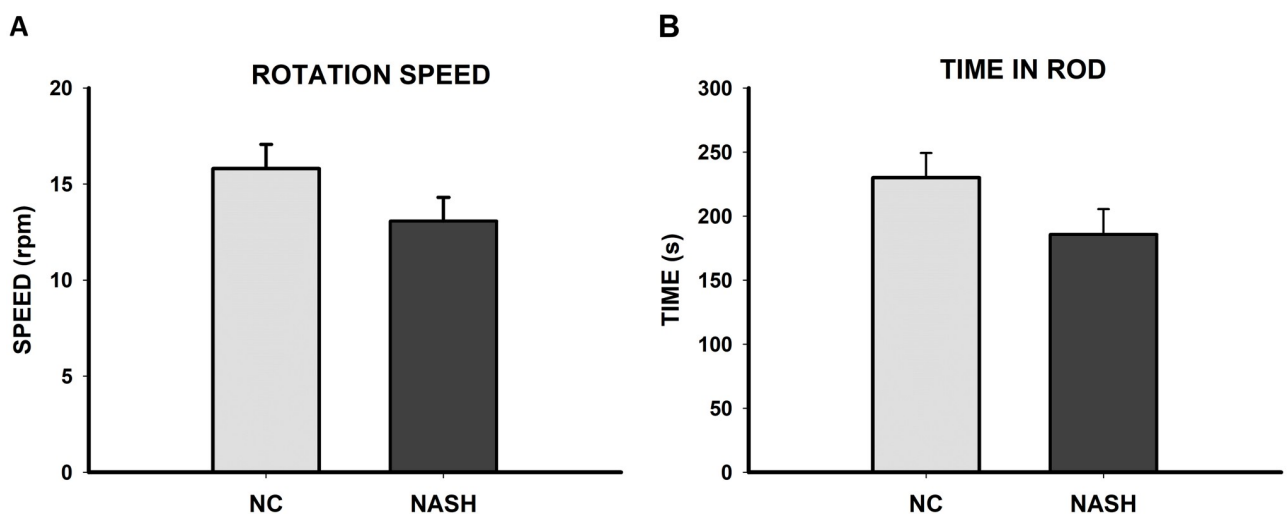 A
ROTATION SPEED
SPEED (rpm)
20
15
10
5
0
NC NASH
B
TIME IN ROD
TIME (s)
300
250
200
150
100
50
0
NC NASH